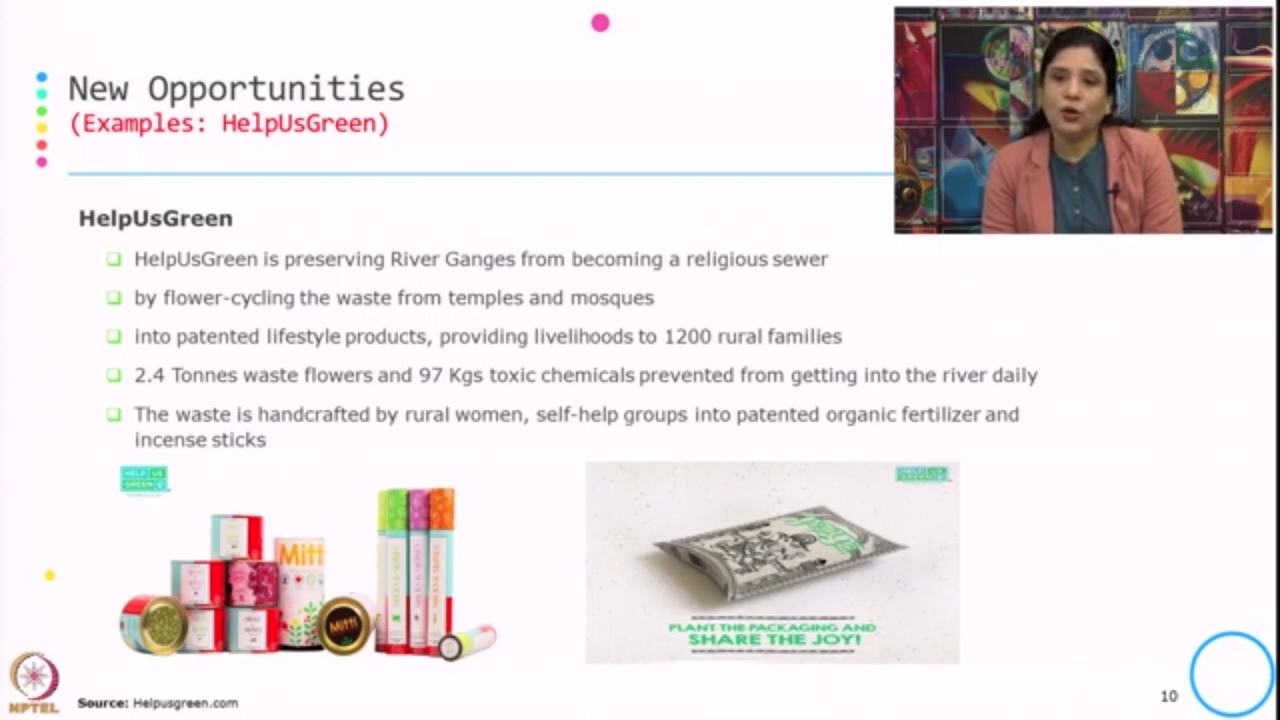 New Opportunities
(Examples: HelpUsGreen)
HelpUsGreen
HelpUsGreen is preserving River Ganges from becoming a religious sewer
by flower-cycling the waste from temples and mosques
into patented lifestyle products, providing livelihoods to 1200 rural families
2.4 Tonnes waste flowers and 97 Kgs toxic chemicals prevented from getting into the river daily
The waste is handcrafted by rural women, self-help groups into patented organic fertilizer and
incense sticks
HELP US
GREEN
HELP US
GREEN
Mitti
Mitti
PLANT THE PACKAGING AND
SHARE THE JOY!
NPTEL
Source: Helpusgreen.com
10